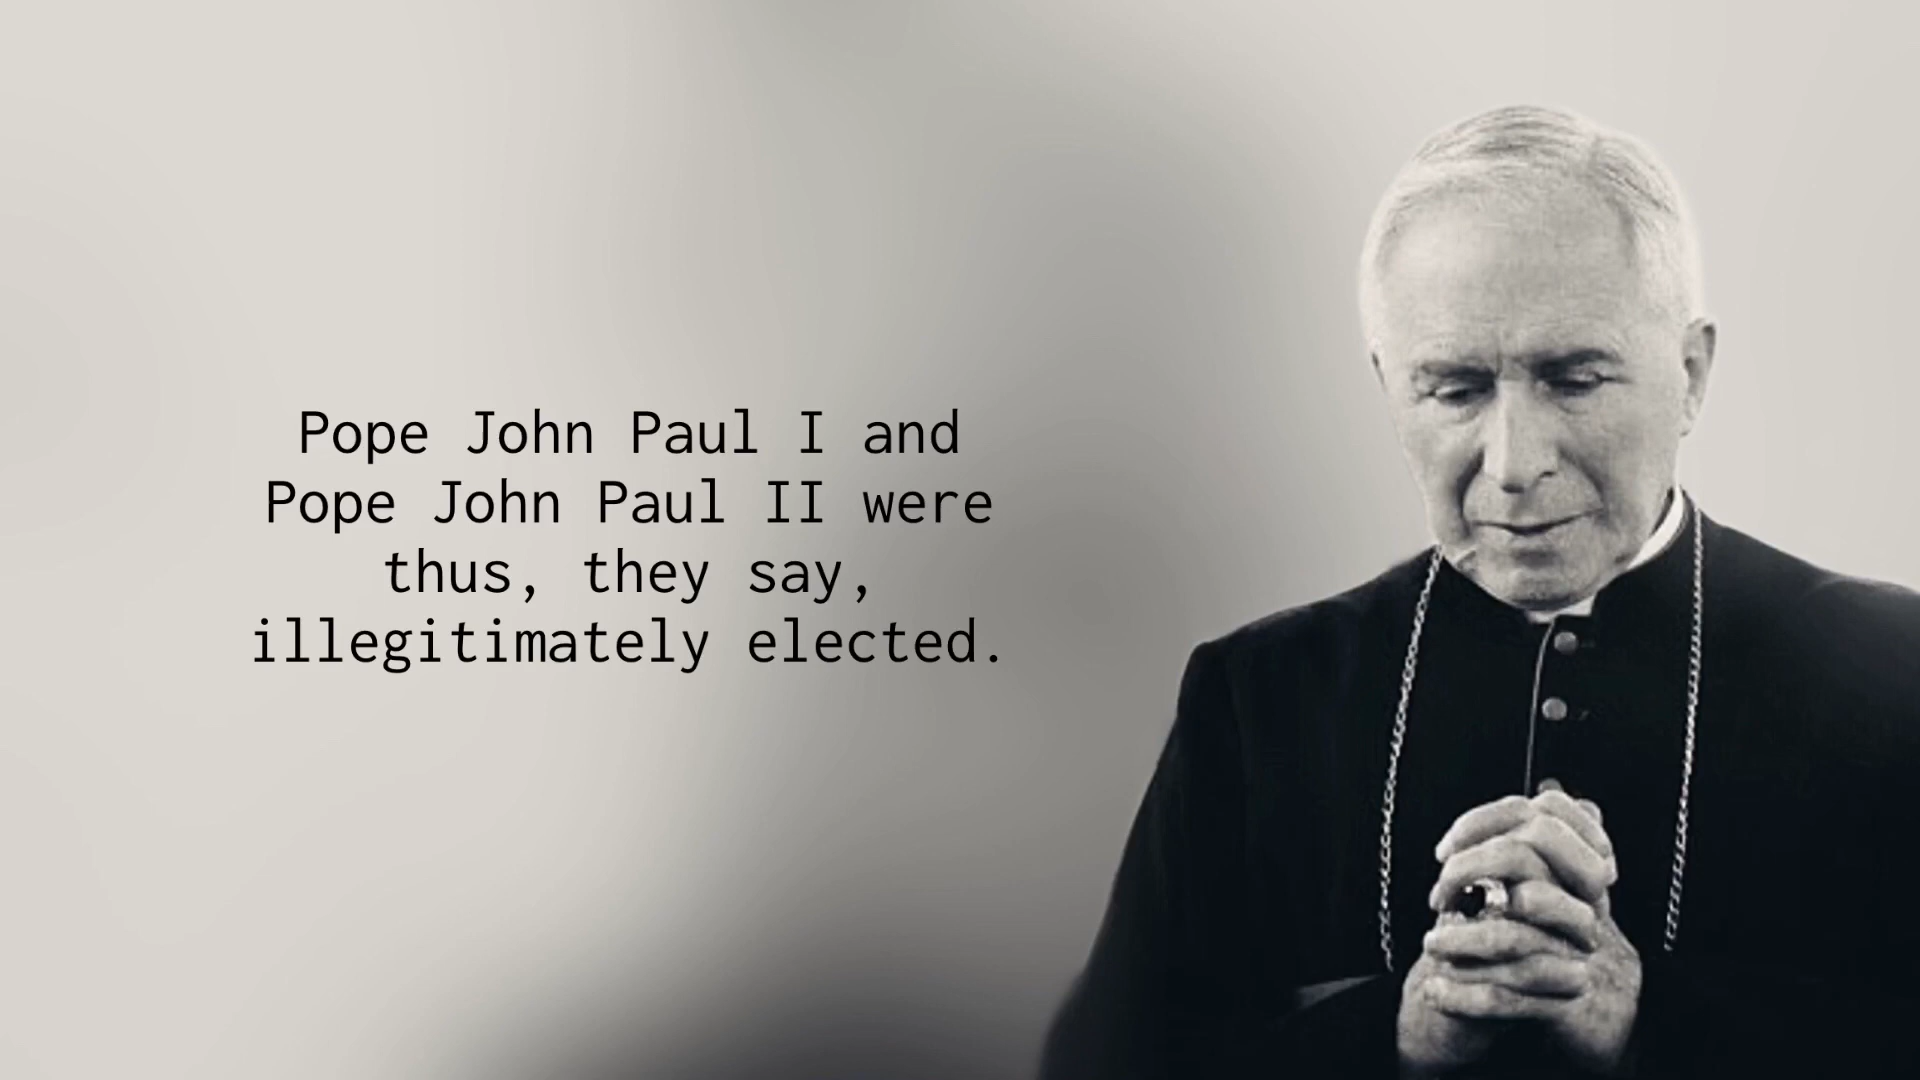 Pope John Paul I and
Pope John Paul II were
thus, they say,
illegitimately elected.